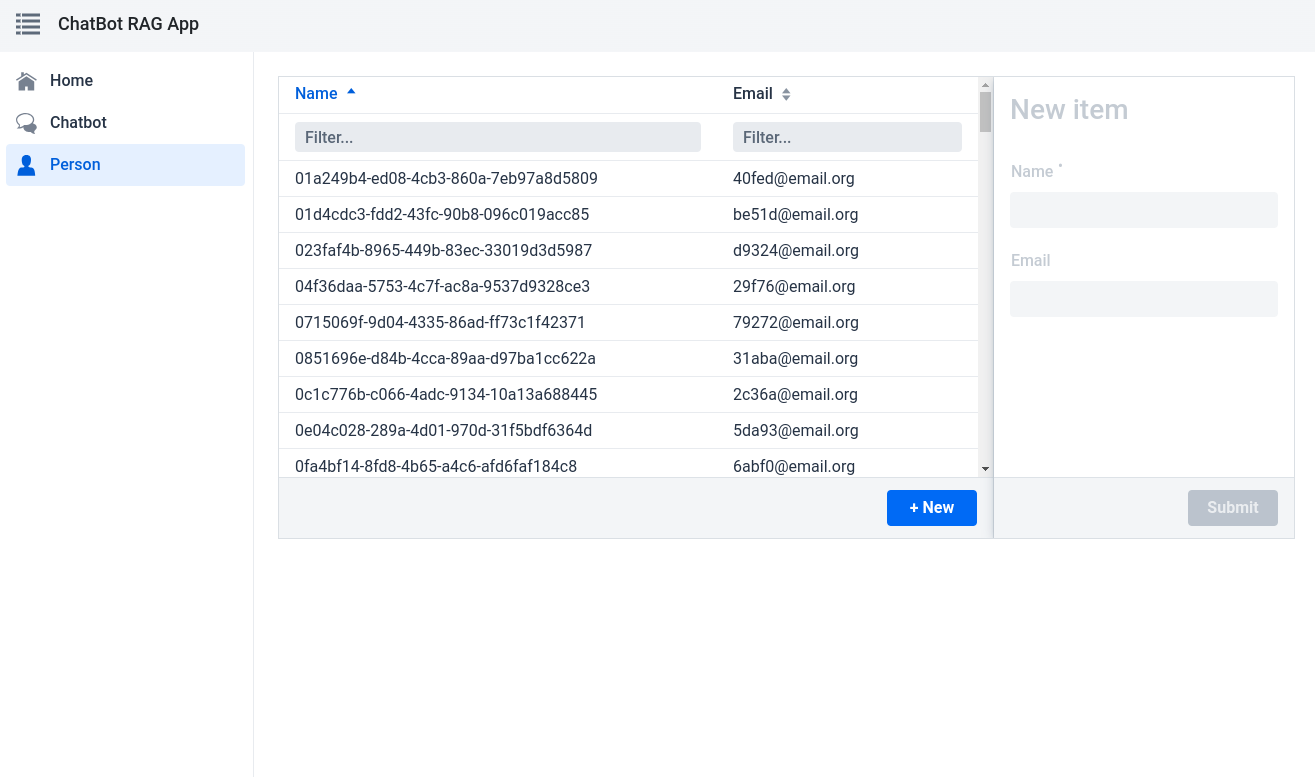 ChatBot RAG App
Home
Chatbot
Person
Name Email
Filter... Filter...
01a249b4-ed08-4cb3-860a-7eb97a8d5809 40fed@email.org
01d4cdc3-fdd2-43fc-90b8-096c019acc85 be51d@email.org
023faf4b-8965-449b-83ec-33019d3d5987 d9324@email.org
04f36daa-5753-4c7f-ac8a-9537d9328ce3 29f76@email.org
0715069f-9d04-4335-86ad-ff73c1f42371 79272@email.org
0851696e-d84b-4cca-89aa-d97ba1cc622a 31aba@email.org
0c1c776b-c066-4adc-9134-10a13a688445 2c36a@email.org
0e04c028-289a-4d01-970d-31f5bdf6364d 5da93@email.org
0fa4bf14-8fd8-4b65-a4c6-afd6faf184c8 6abf0@email.org
+ New
New item
Name *
Email
Submit